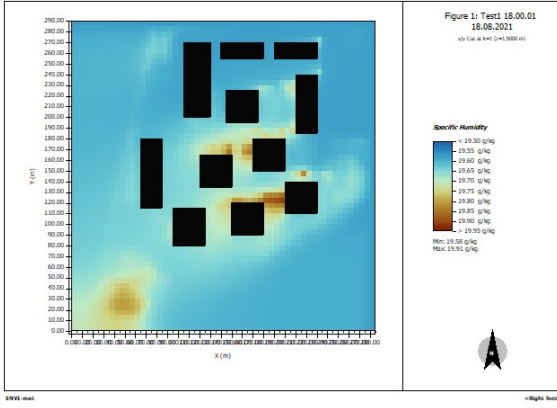 Figure 1: Test1 18.00.01
18.08.2021
x/y Cut at k=1 (z=1.5000 m)
290.00
280.00
270.00
260.00
250.00
240.00
230.00
220.00
210.00
200.00
190.00
180.00
170.00
160.00
150.00
140.00
130.00
120.00
110.00
100.00
90.00
80.00
70.00
60.00
50.00
40.00
30.00
20.00
10.00
0.00
Y (m)
X (m)
Specific Humidity
< 19.50 g/kg
19.55 g/kg
19.60 g/kg
19.65 g/kg
19.70 g/kg
19.75 g/kg
19.80 g/kg
19.85 g/kg
19.90 g/kg
> 19.95 g/kg
Min: 19.58 g/kg
Max: 19.91 g/kg
N
ENVI-met
<Right foot